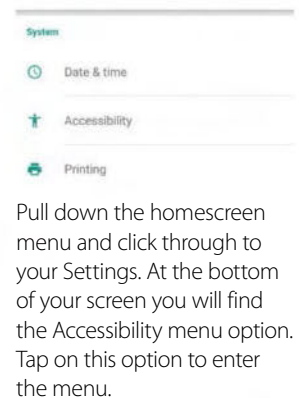 System
Date & time
Accessibility
Printing
Pull down the homescreen
menu and click through to
your Settings. At the bottom
of your screen you will find
the Accessibility menu option.
Tap on this option to enter
the menu.